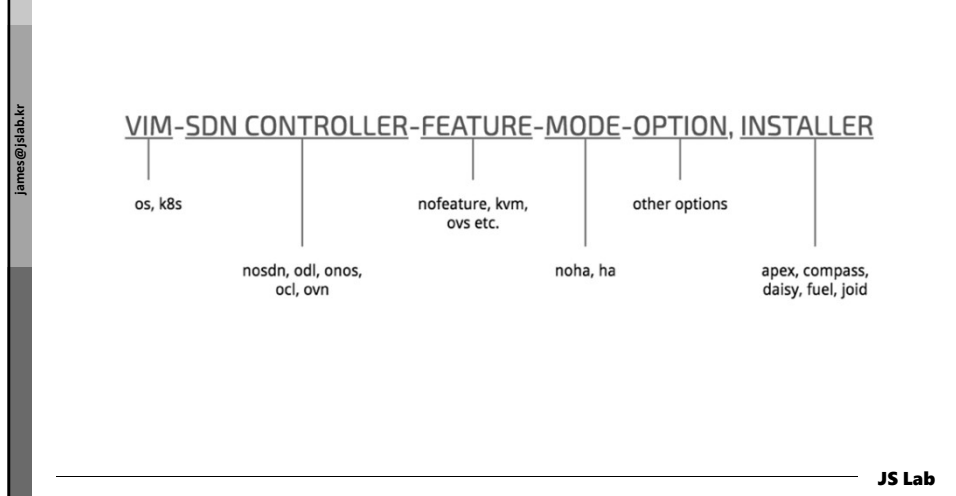 james@jslab.kr
VIM-SDN CONTROLLER-FEATURE-MODE-OPTION, INSTALLER
os, k8s
nofeature, kvm,
ovs etc.
other options
nosdn, odl, onos,
ocl, ovn
noha, ha
apex, compass,
daisy, fuel, joid
JS Lab